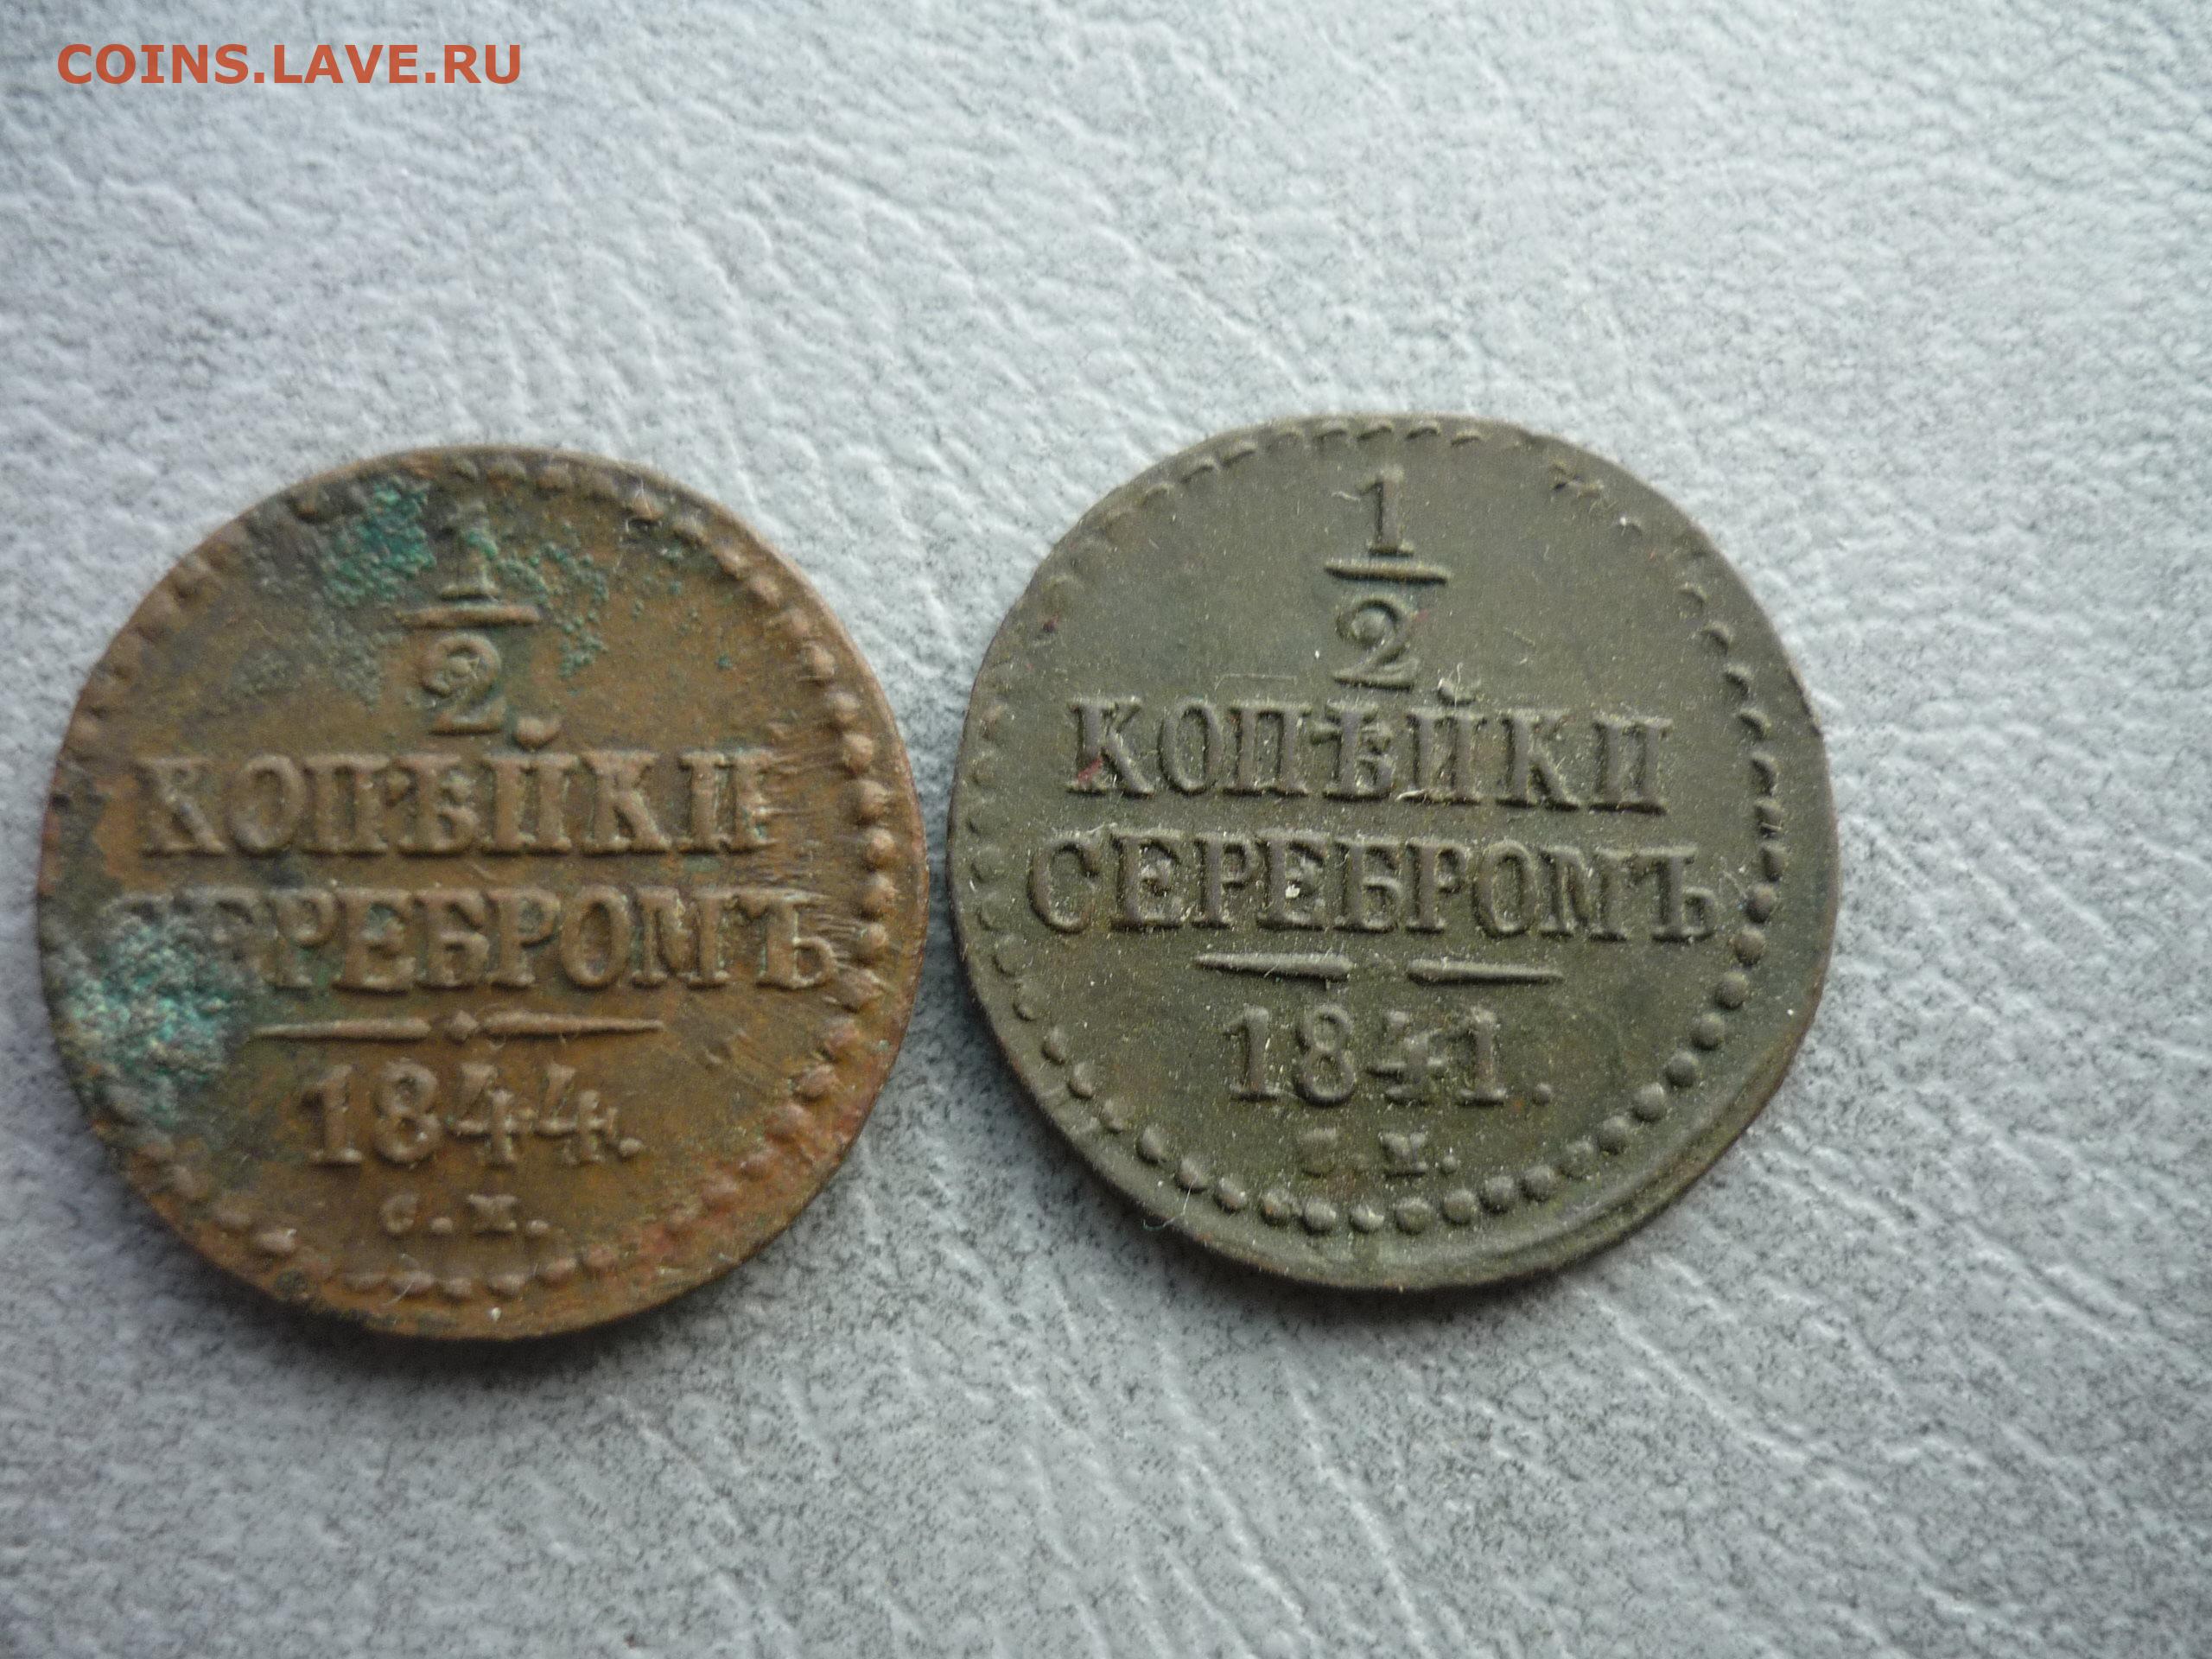 COINS.LAVE.RU
1
2
КОПѢЙКИ
СЕРЕБРОМЪ
1844.
С.М.
1
2
КОПѢЙКИ
СЕРЕБРОМЪ
1841.
С.М.